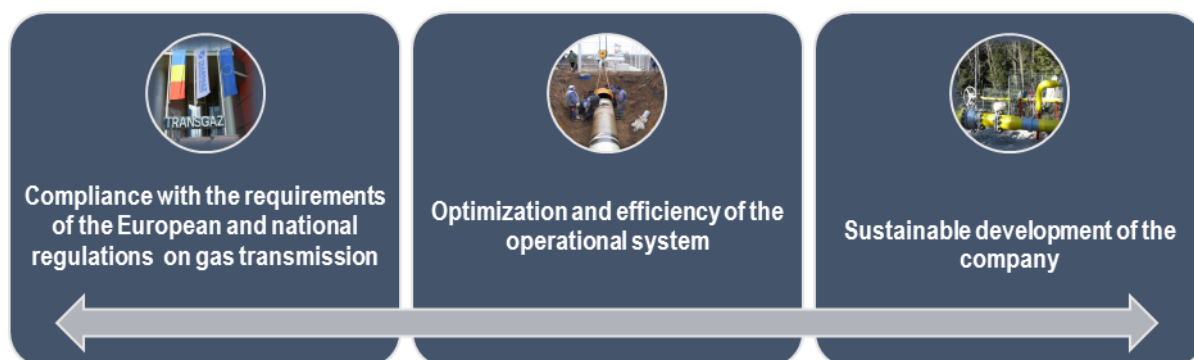 TRANSGAZ
Compliance with the requirements
of the European and national
regulations on gas transmission
Optimization and efficiency of the
operational system
Sustainable development of the
company